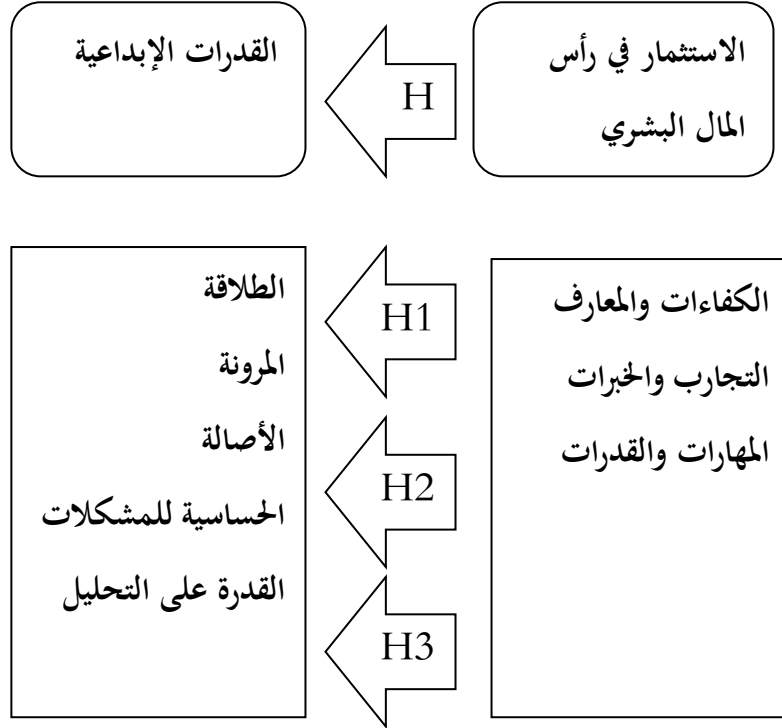 الاستثمار في رأس
المال البشري
H
القدرات الإبداعية
الكفاءات والمعارف
التجارب والخبرات
المهارات والقدرات
H1
H2
H3
الطلاقة
المرونة
الأصالة
الحساسية للمشكلات
القدرة على التحليل